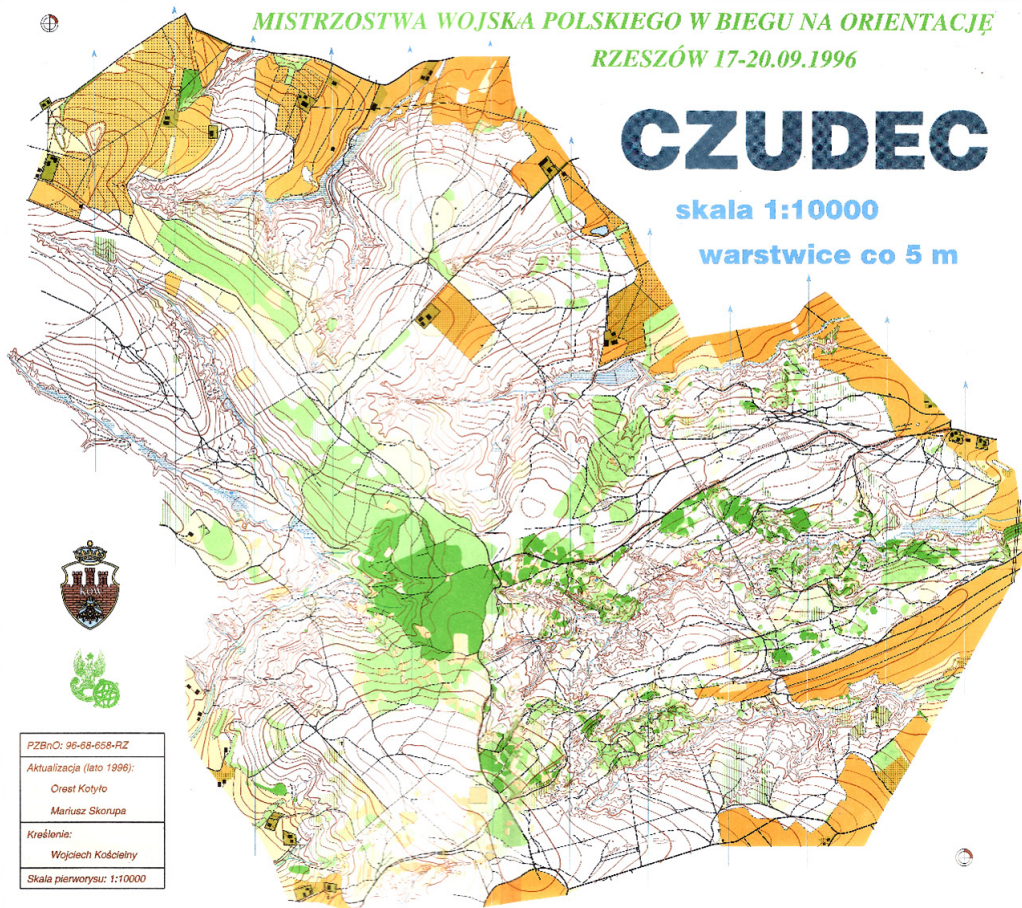 MISTRZOSTWA WOJSKA POLSKIEGO W BIEGU NA ORIENTACJĘ
RZESZÓW 17-20.09.1996
CZUDEC
skala 1:10000
warstwice co 5 m
KOW
PZBnO: 96-68-658-RZ
Aktualizacja (lato 1996):
Orest Kotyło
Mariusz Skorupa
Kreślenie:
Wojciech Kościelny
Skala pierworysu: 1:10000